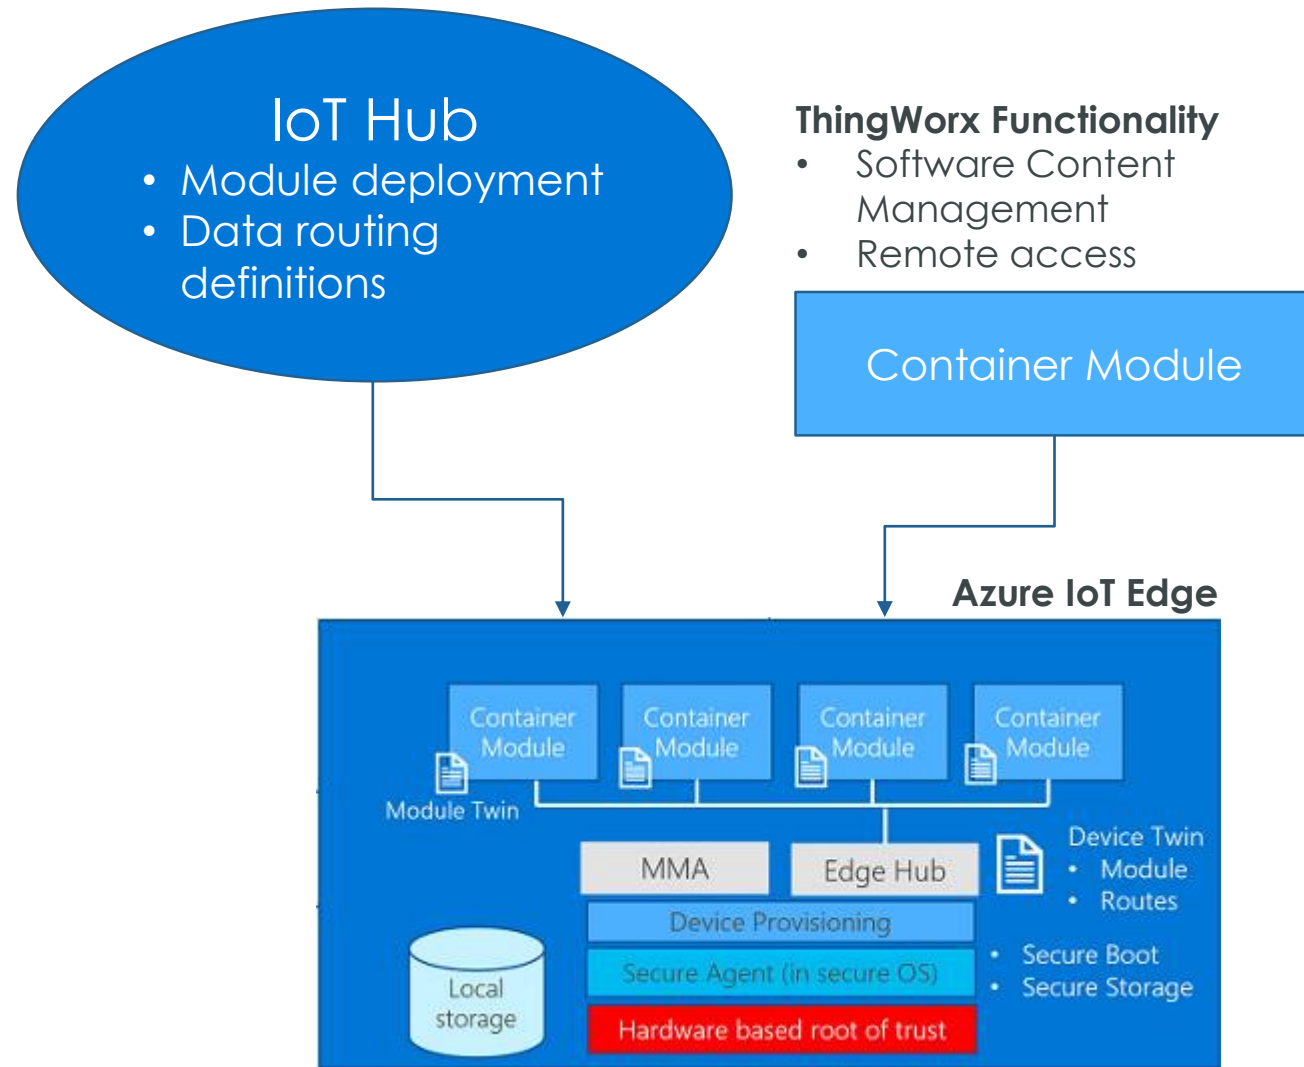 IoT Hub
• Module deployment
• Data routing
definitions
ThingWorx Functionality
• Software Content
Management
• Remote access
Container Module
Azure IoT Edge
Container
Module
Container
Module
Container
Module
Container
Module
Module Twin
MMA
Edge Hub
Device Twin
• Module
• Routes
Device Provisioning
Secure Agent (in secure OS)
• Secure Boot
• Secure Storage
Hardware based root of trust
Local
storage